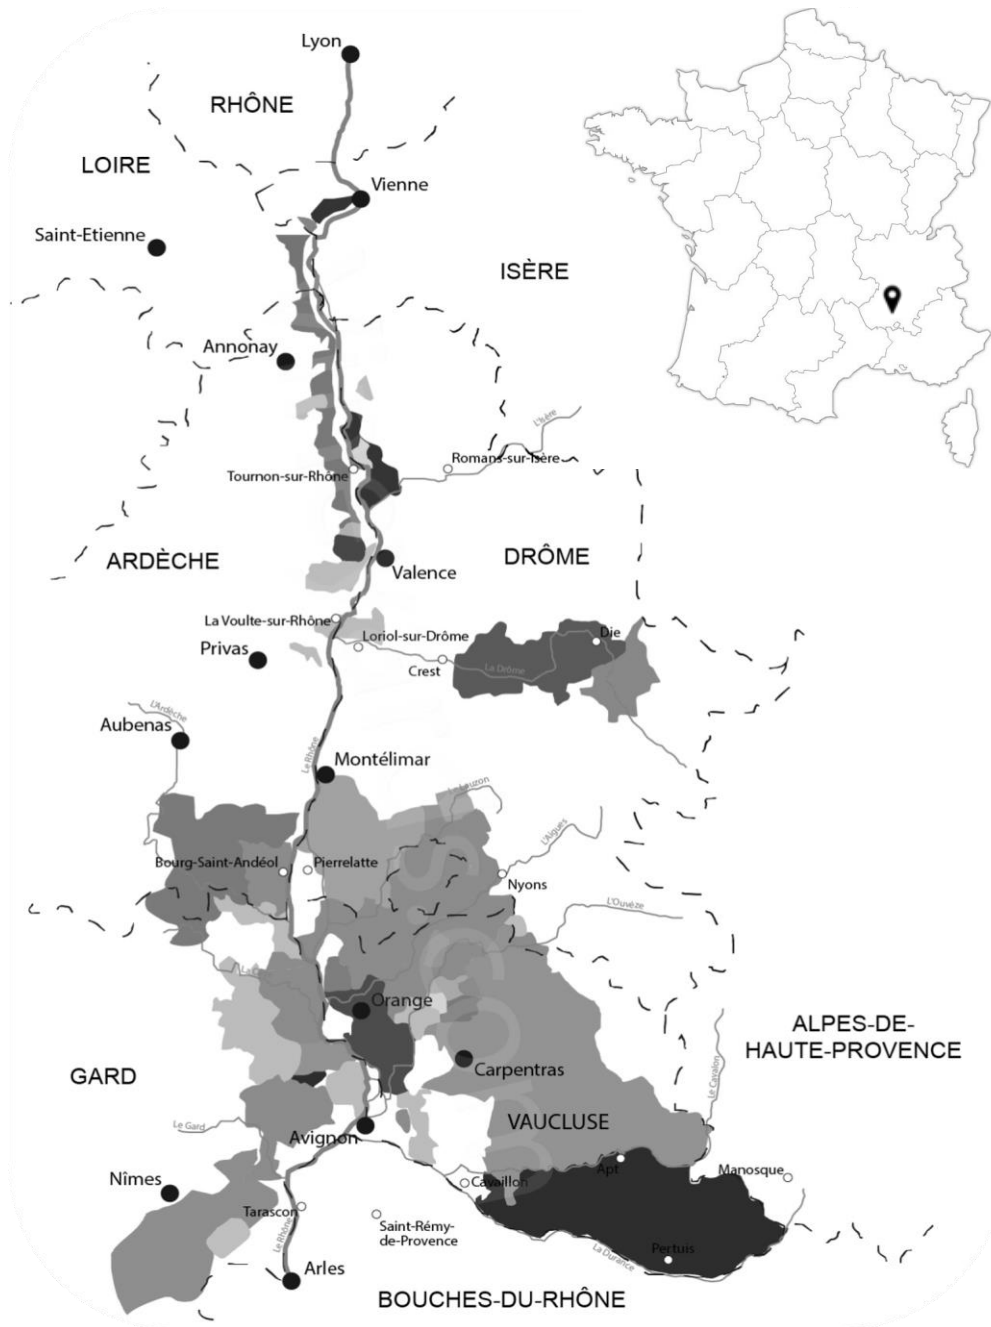 Lyon
RHÔNE
LOIRE
Vienne
Saint-Etienne
ISÈRE
Annonay
L'Isère
Romans-sur-Isère
Tournon-sur-Rhône
ARDÈCHE
DRÔME
Valence
La Voulte-sur-Rhône
Loriol-sur-Drôme
Die
Privas
Crest
La Drôme
L'Ardèche
Aubenas
Le Rhône
Montélimar
L'Aigues
Bourg-Saint-Andéol
Pierrelatte
Nyons
L'Ouvèze
Orange
ALPES-DE-
HAUTE-PROVENCE
Carpentras
GARD
Le Cavalon
VAUCLUSE
Le Gard
Avignon
Apt
Manosque
Nîmes
Cavaillon
Tarascon
Saint-Rémy-
de-Provence
Le Rhône
La Durance
Pertuis
Arles
BOUCHES-DU-RHÔNE